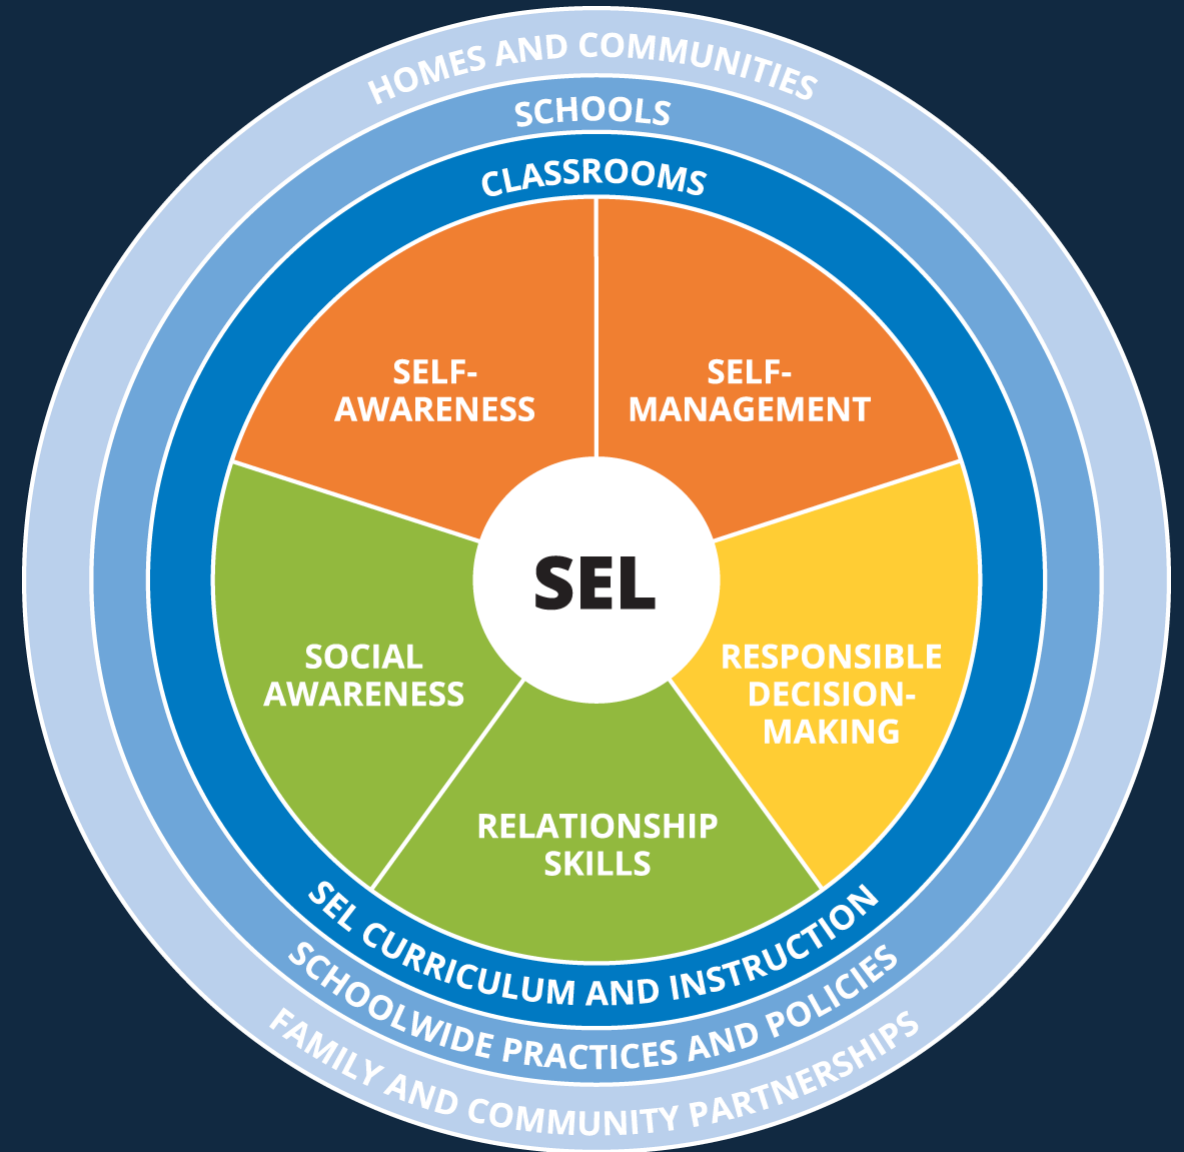 HOMES AND COMMUNITIES
SCHOOLS
CLASSROOMS
SELF-
AWARENESS
SELF-
MANAGEMENT
SEL
SOCIAL
AWARENESS
RESPONSIBLE
DECISION-
MAKING
RELATIONSHIP
SKILLS
SEL CURRICULUM AND INSTRUCTION
SCHOOLWIDE PRACTICES AND POLICIES
FAMILY AND COMMUNITY PARTNERSHIPS